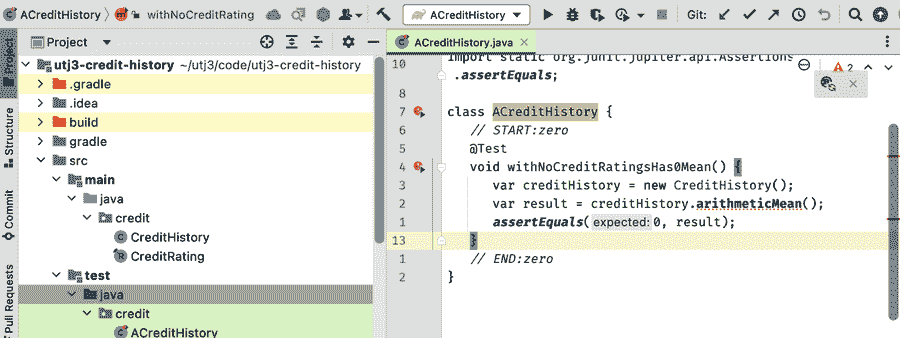 ACreditHistory
withNoCreditRating
ACreditHistory
Git:
Project
utj3-credit-history ~/utj3/code/utj3-credit-history
.gradle
.idea
build
gradle
src
main
java
credit
CreditHistory
CreditRating
test
java
credit
ACreditHistory
Project
Structure
Commit
Pull Requests
ACreditHistory.java
2
10 import static org.junit.jupiter.api.Assertions
.assertEquals;
8
7 class ACreditHistory {
6 // START:zero
5 @Test
4 void withNoCreditRatingsHas0Mean() {
3 var creditHistory = new CreditHistory();
2 var result = creditHistory.arithmeticMean();
1 assertEquals( expected: 0, result);
13 }
1 // END:zero
2 }